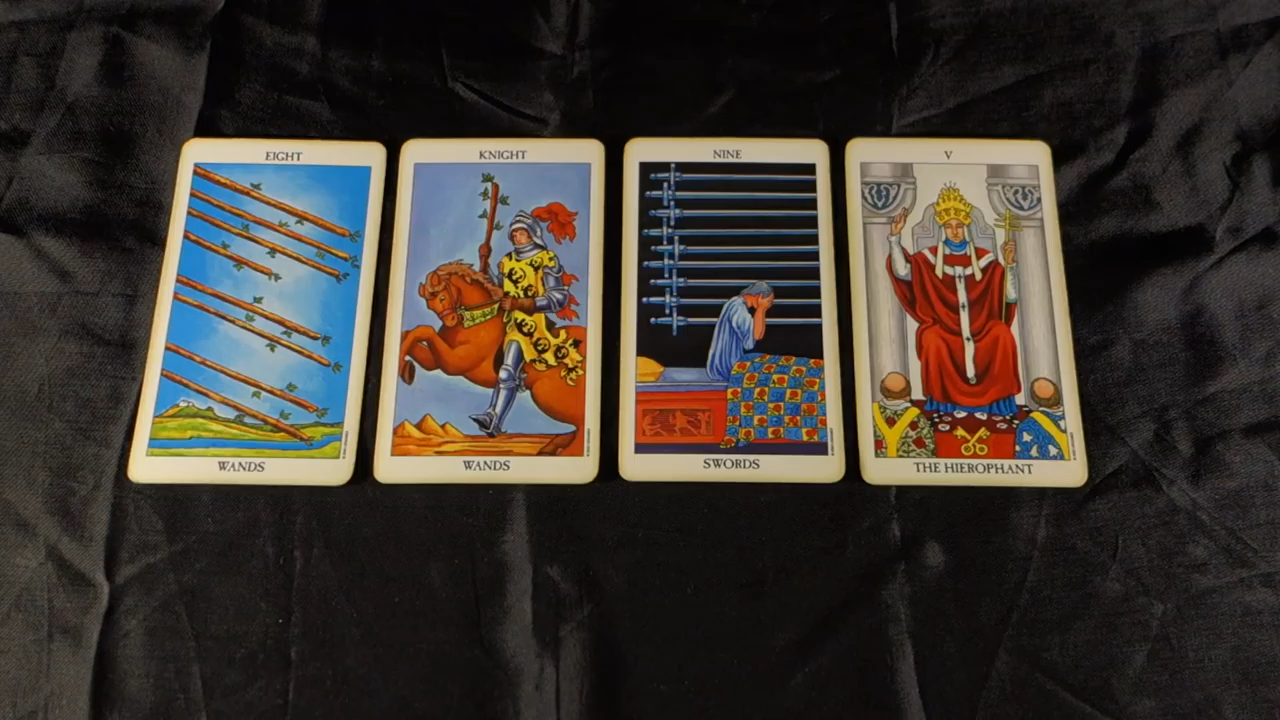 EIGHT
WANDS
KNIGHT
WANDS
NINE
SWORDS
V
THE HIEROPHANT